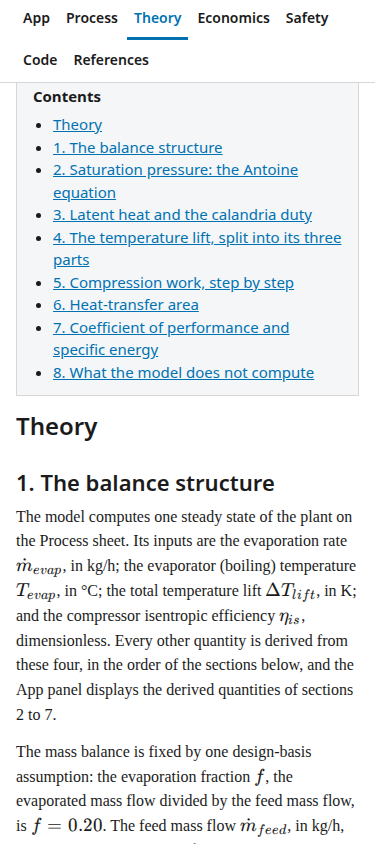 App Process Theory Economics Safety
Code References
Contents
• Theory
• 1. The balance structure
• 2. Saturation pressure: the Antoine
equation
• 3. Latent heat and the calandria duty
• 4. The temperature lift, split into its three
parts
• 5. Compression work, step by step
• 6. Heat-transfer area
• 7. Coefficient of performance and
specific energy
• 8. What the model does not compute
Theory
1. The balance structure
The model computes one steady state of the plant on
the Process sheet. Its inputs are the evaporation rate
ṁ_evap, in kg/h; the evaporator (boiling) temperature
T_evap, in °C; the total temperature lift ΔT_lift, in K;
and the compressor isentropic efficiency η_is,
dimensionless. Every other quantity is derived from
these four, in the order of the sections below, and the
App panel displays the derived quantities of sections
2 to 7.
The mass balance is fixed by one design-basis
assumption: the evaporation fraction f, the
evaporated mass flow divided by the feed mass flow,
is f = 0.20. The feed mass flow ṁ_feed, in kg/h,